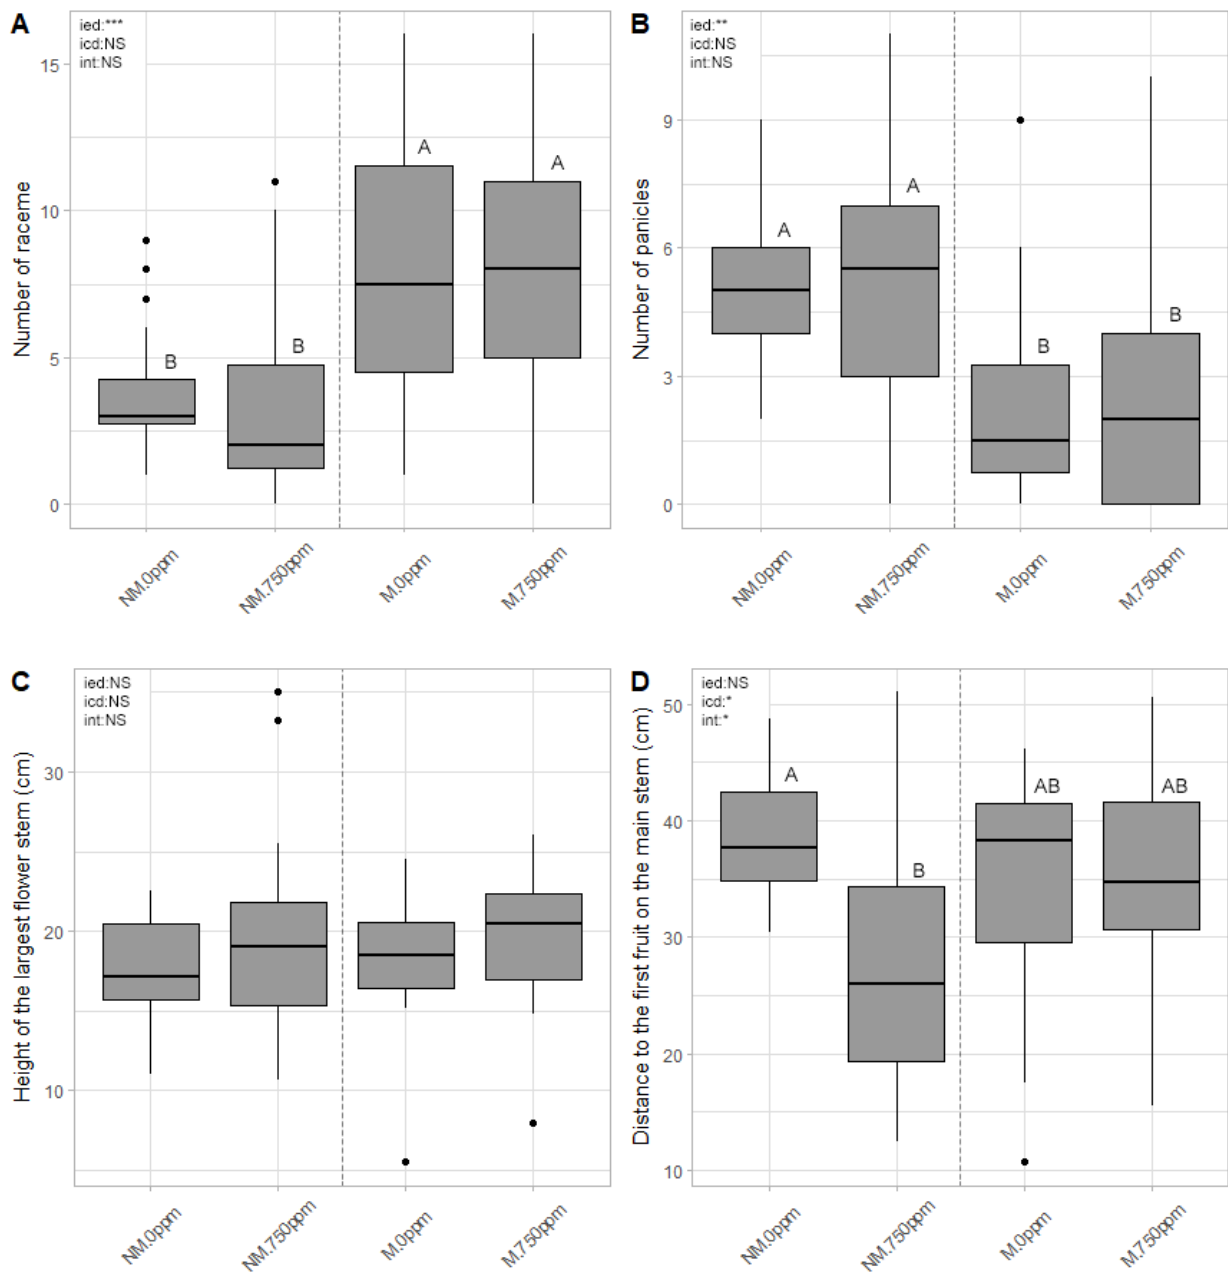 A
ied:***
icd:NS
int:NS
Number of raceme
15
10
5
0
B
B
A
A
NM.0ppm
NM.750ppm
M.0ppm
M.750ppm
B
ied:**
icd:NS
int:NS
Number of panicles
9
6
3
0
A
A
B
B
NM.0ppm
NM.750ppm
M.0ppm
M.750ppm
C
ied:NS
icd:NS
int:NS
Height of the largest flower stem (cm)
30
20
10
NM.0ppm
NM.750ppm
M.0ppm
M.750ppm
D
ied:NS
icd:*
int:*
Distance to the first fruit on the main stem (cm)
50
40
30
20
10
A
B
AB
AB
NM.0ppm
NM.750ppm
M.0ppm
M.750ppm